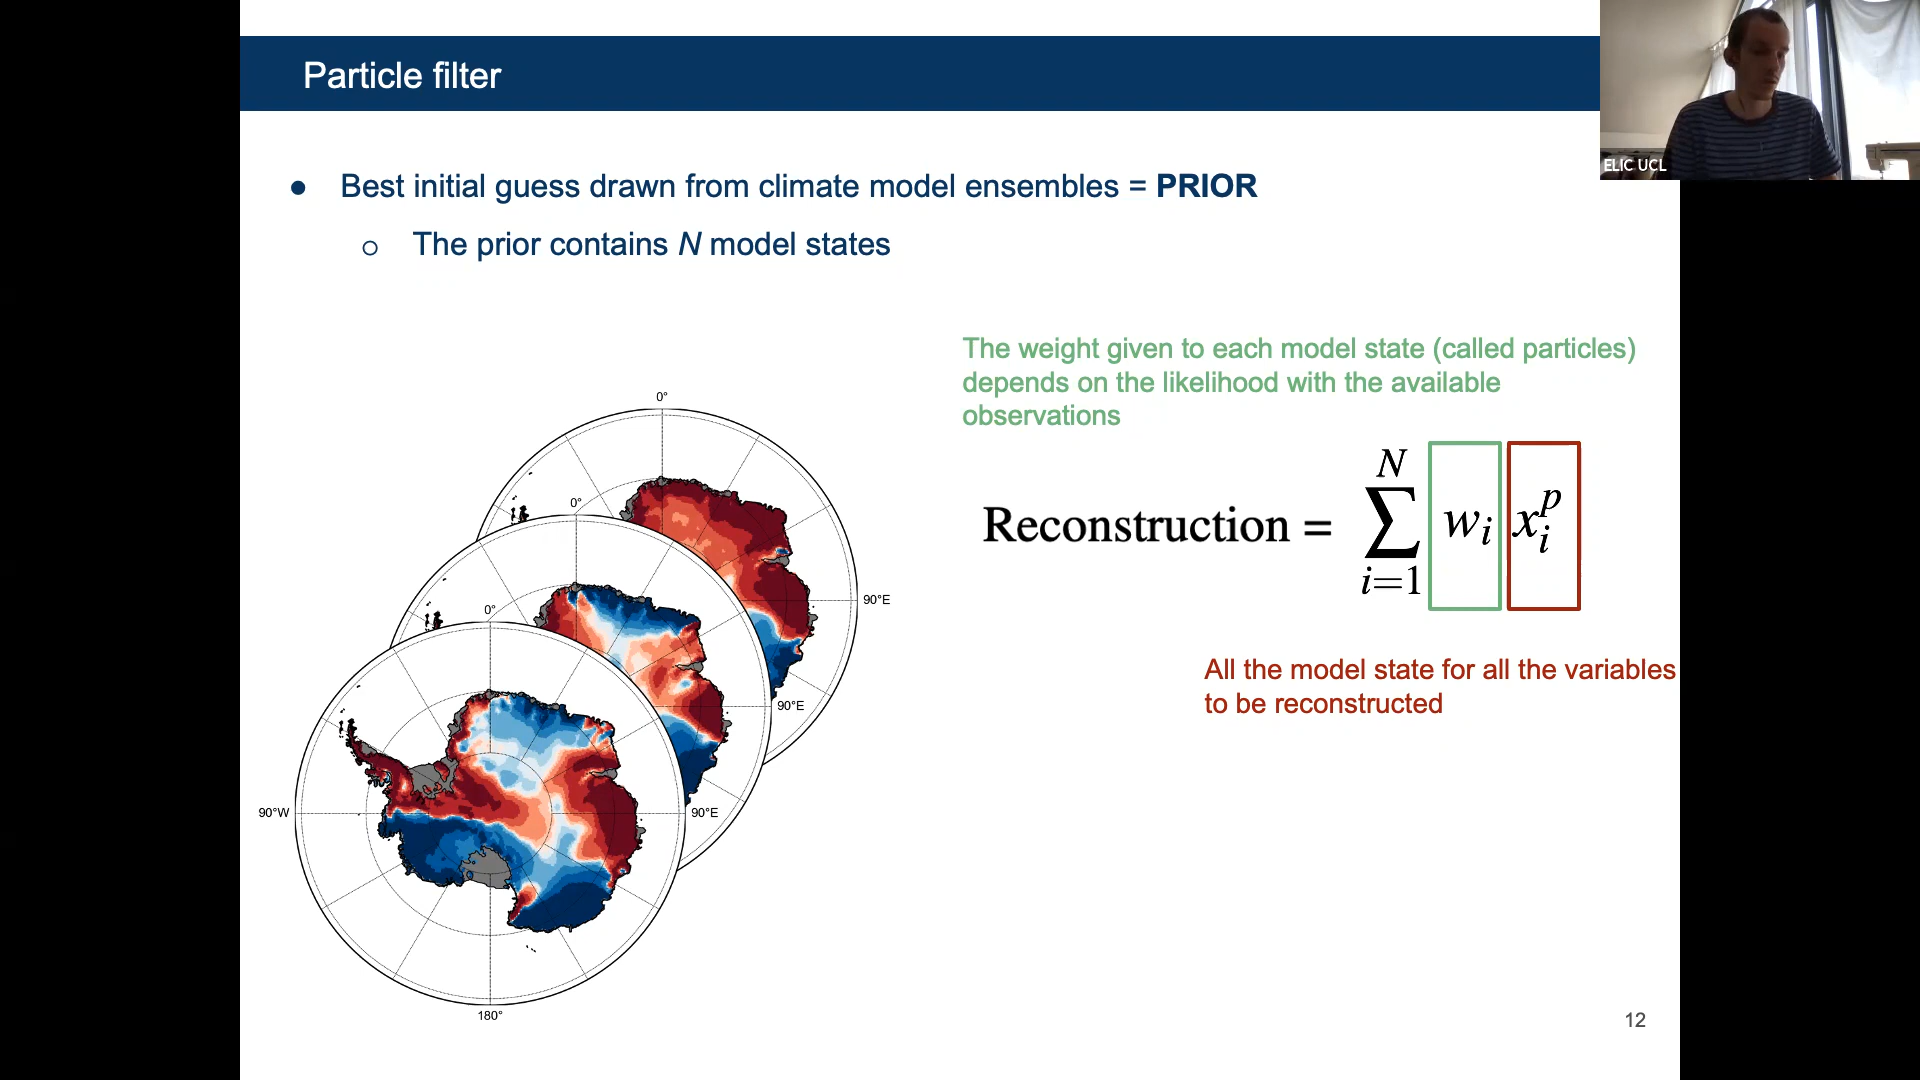 Particle filter
ELIC UCL
● Best initial guess drawn from climate model ensembles = PRIOR
○ The prior contains N model states
The weight given to each model state (called particles)
depends on the likelihood with the available
observations
Reconstruction = \sum_{i=1}^{N} w_i x_i^p
All the model state for all the variables
to be reconstructed
0°
90°E
0°
90°E
0°
90°W
90°E
180°
12